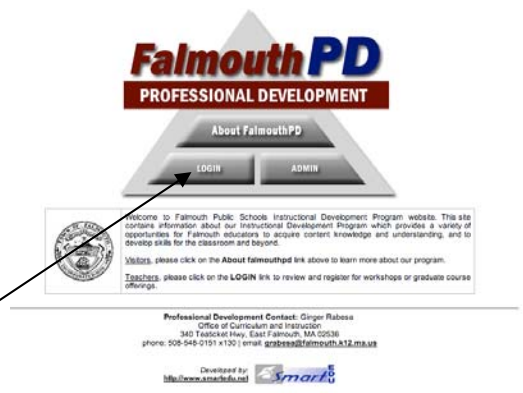 Falmouth PD
PROFESSIONAL DEVELOPMENT
About FalmouthPD
LOGIN ADMIN
Welcome to Falmouth Public Schools Instructional Development Program website. This site
contains information about our Instructional Development Program which provides a variety of
opportunities for Falmouth educators to acquire content knowledge and understanding, and to
develop skills for the classroom and beyond.
Visitors, please click on the About falmouthpd link above to learn more about our program.
Teachers, please click on the LOGIN link to review and register for workshops or graduate course
offerings.
Professional Development Contact: Ginger Rabesa
Office of Curriculum and Instruction
340 Teaticket Hwy, East Falmouth, MA 02536
phone: 508-548-0151 x130 | email: grabesa@falmouth.k12.ma.us
Developed by:
http://www.smartedu.net
Smart EDU